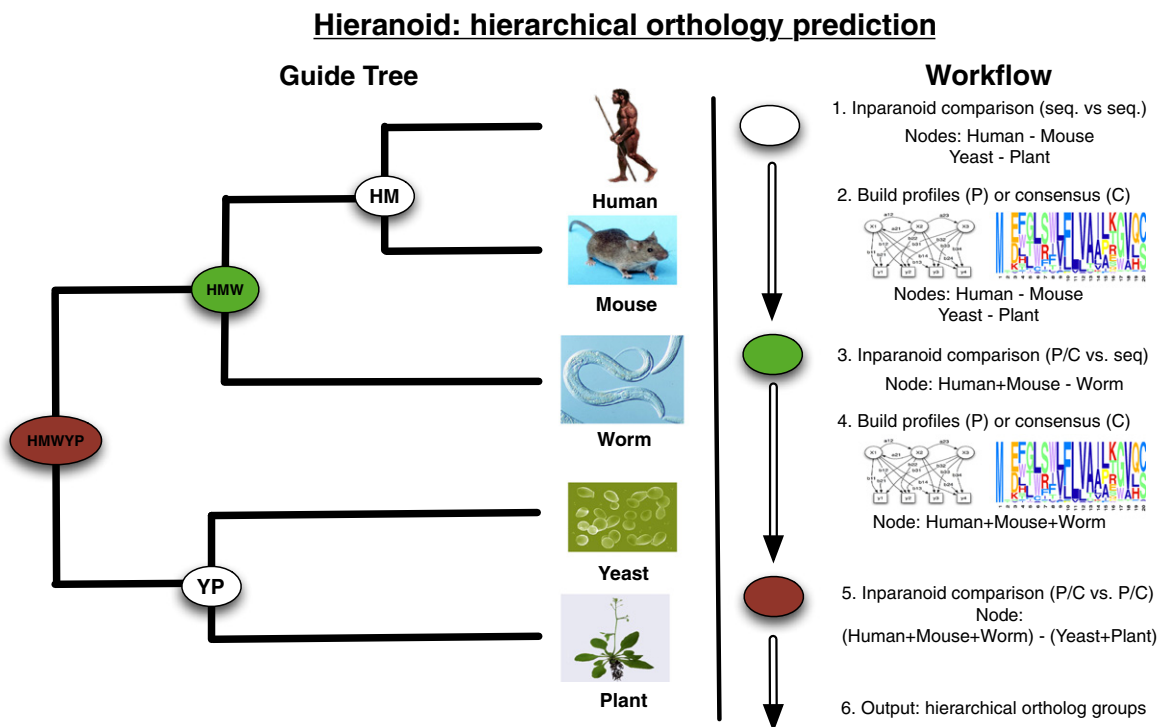 Hieranoid: hierarchical orthology prediction
Guide Tree
HM
HMW
HMWYP
YP
Human
Mouse
Worm
Yeast
Plant
Workflow
1. Inparanoid comparison (seq. vs seq.)
Nodes: Human - Mouse
Yeast - Plant
2. Build profiles (P) or consensus (C)
Nodes: Human - Mouse
Yeast - Plant
3. Inparanoid comparison (P/C vs. seq)
Node: Human+Mouse - Worm
4. Build profiles (P) or consensus (C)
Node: Human+Mouse+Worm
5. Inparanoid comparison (P/C vs. P/C)
Node:
(Human+Mouse+Worm) - (Yeast+Plant)
6. Output: hierarchical ortholog groups